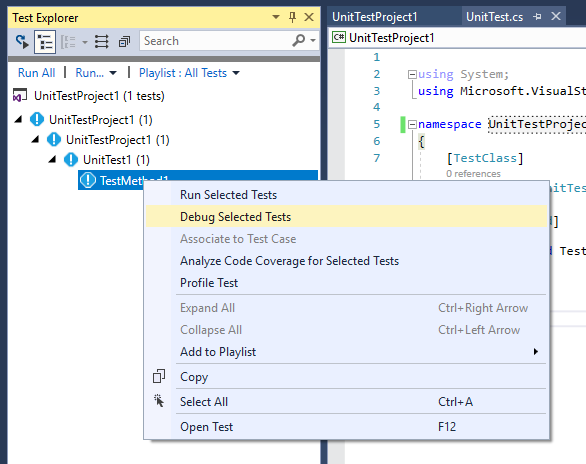 Test Explorer
Search
Run All | Run... | Playlist : All Tests
UnitTestProject1 (1 tests)
UnitTestProject1 (1)
UnitTestProject1 (1)
UnitTest1 (1)
TestMethod1
Run Selected Tests
Debug Selected Tests
Associate to Test Case
Analyze Code Coverage for Selected Tests
Profile Test
Expand All Ctrl+Right Arrow
Collapse All Ctrl+Left Arrow
Add to Playlist
Copy
Select All Ctrl+A
Open Test F12
UnitTestProject1 UnitTest.cs
C# UnitTestProject1
1
2 using System;
3 using Microsoft.VisualSt
4
5 namespace UnitTestProjec
6 {
7 [TestClass]
0 references
nitTes
d]
d Test